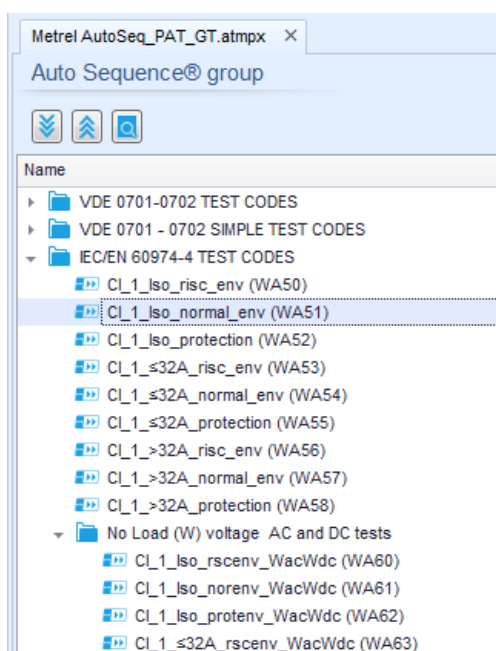 Metrel AutoSeq_PAT_GT.atmpx
Auto Sequence® group
Name
VDE 0701-0702 TEST CODES
VDE 0701 - 0702 SIMPLE TEST CODES
IEC/EN 60974-4 TEST CODES
Cl_1_Iso_risc_env (WA50)
Cl_1_Iso_normal_env (WA51)
Cl_1_Iso_protection (WA52)
Cl_1_≤32A_risc_env (WA53)
Cl_1_≤32A_normal_env (WA54)
Cl_1_≤32A_protection (WA55)
Cl_1_>32A_risc_env (WA56)
Cl_1_>32A_normal_env (WA57)
Cl_1_>32A_protection (WA58)
No Load (W) voltage AC and DC tests
Cl_1_Iso_rscenv_WacWdc (WA60)
Cl_1_Iso_norenv_WacWdc (WA61)
Cl_1_Iso_protenv_WacWdc (WA62)
Cl_1_≤32A_rscenv_WacWdc (WA63)